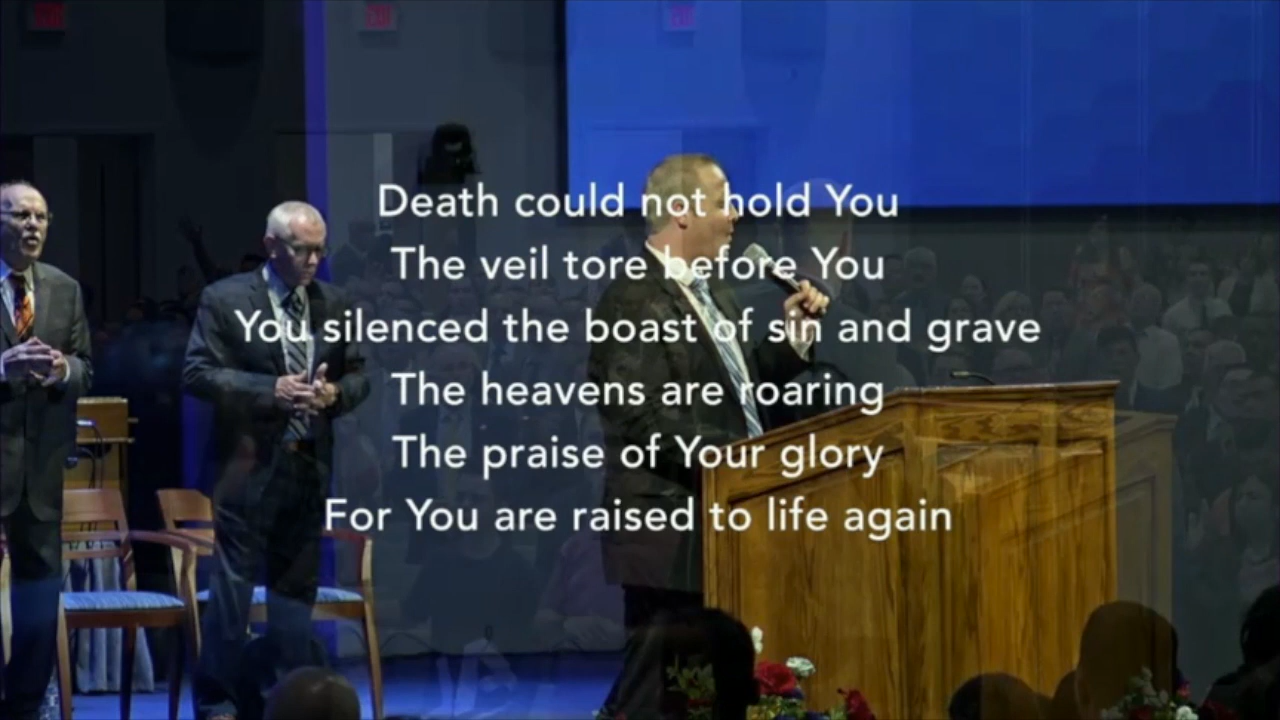 Death could not hold You
The veil tore before You
You silenced the boast of sin and grave
The heavens are roaring
The praise of Your glory
For You are raised to life again